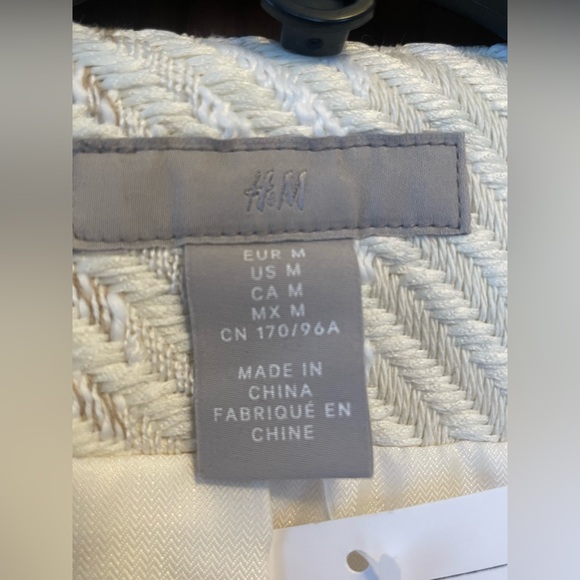 H&M
EUR M
US M
CA M
MX M
CN 170/96A
MADE IN
CHINA
FABRIQUÉ EN
CHINE